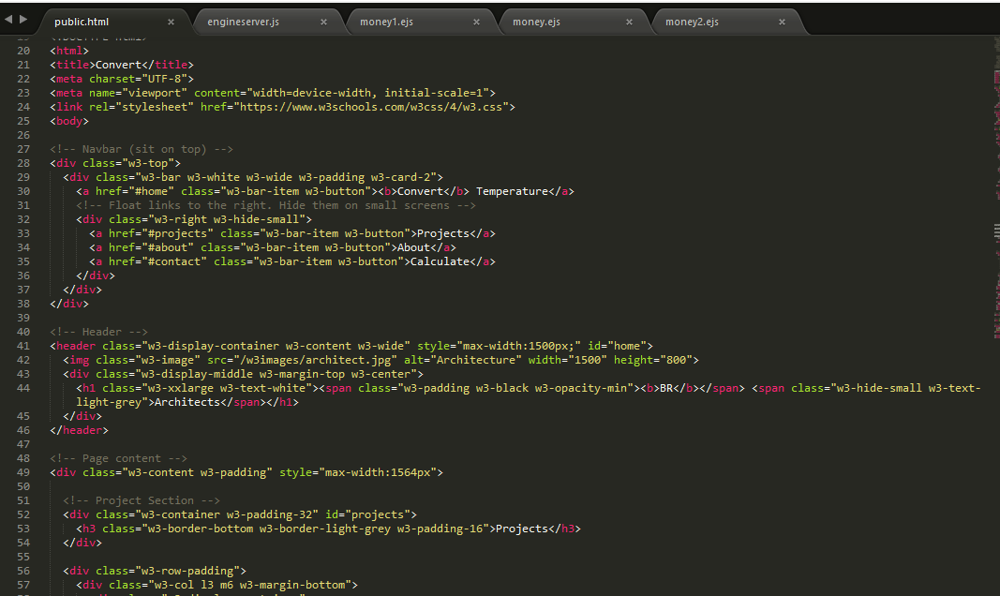 public.html × engineserver.js × money1.ejs × money.ejs × money2.ejs ×
20 <html>
21 <title>Convert</title>
22 <meta charset="UTF-8">
23 <meta name="viewport" content="width=device-width, initial-scale=1">
24 <link rel="stylesheet" href="https://www.w3schools.com/w3css/4/w3.css">
25 <body>
26
27 <!-- Navbar (sit on top) -->
28 <div class="w3-top">
29 <div class="w3-bar w3-white w3-wide w3-padding w3-card-2">
30 <a href="#home" class="w3-bar-item w3-button"><b>Convert</b> Temperature</a>
31 <!-- Float links to the right. Hide them on small screens -->
32 <div class="w3-right w3-hide-small">
33 <a href="#projects" class="w3-bar-item w3-button">Projects</a>
34 <a href="#about" class="w3-bar-item w3-button">About</a>
35 <a href="#contact" class="w3-bar-item w3-button">Calculate</a>
36 </div>
37 </div>
38 </div>
39
40 <!-- Header -->
41 <header class="w3-display-container w3-content w3-wide" style="max-width:1500px;" id="home">
42 <img class="w3-image" src="/w3images/architect.jpg" alt="Architecture" width="1500" height="800">
43 <div class="w3-display-middle w3-margin-top w3-center">
44 <h1 class="w3-xxlarge w3-text-white"><span class="w3-padding w3-black w3-opacity-min"><b>BR</b></span> <span class="w3-hide-small w3-text-
light-grey">Architects</span></h1>
45 </div>
46 </header>
47
48 <!-- Page content -->
49 <div class="w3-content w3-padding" style="max-width:1564px">
50
51 <!-- Project Section -->
52 <div class="w3-container w3-padding-32" id="projects">
53 <h3 class="w3-border-bottom w3-border-light-grey w3-padding-16">Projects</h3>
54 </div>
55
56 <div class="w3-row-padding">
57 <div class="w3-col l3 m6 w3-margin-bottom">